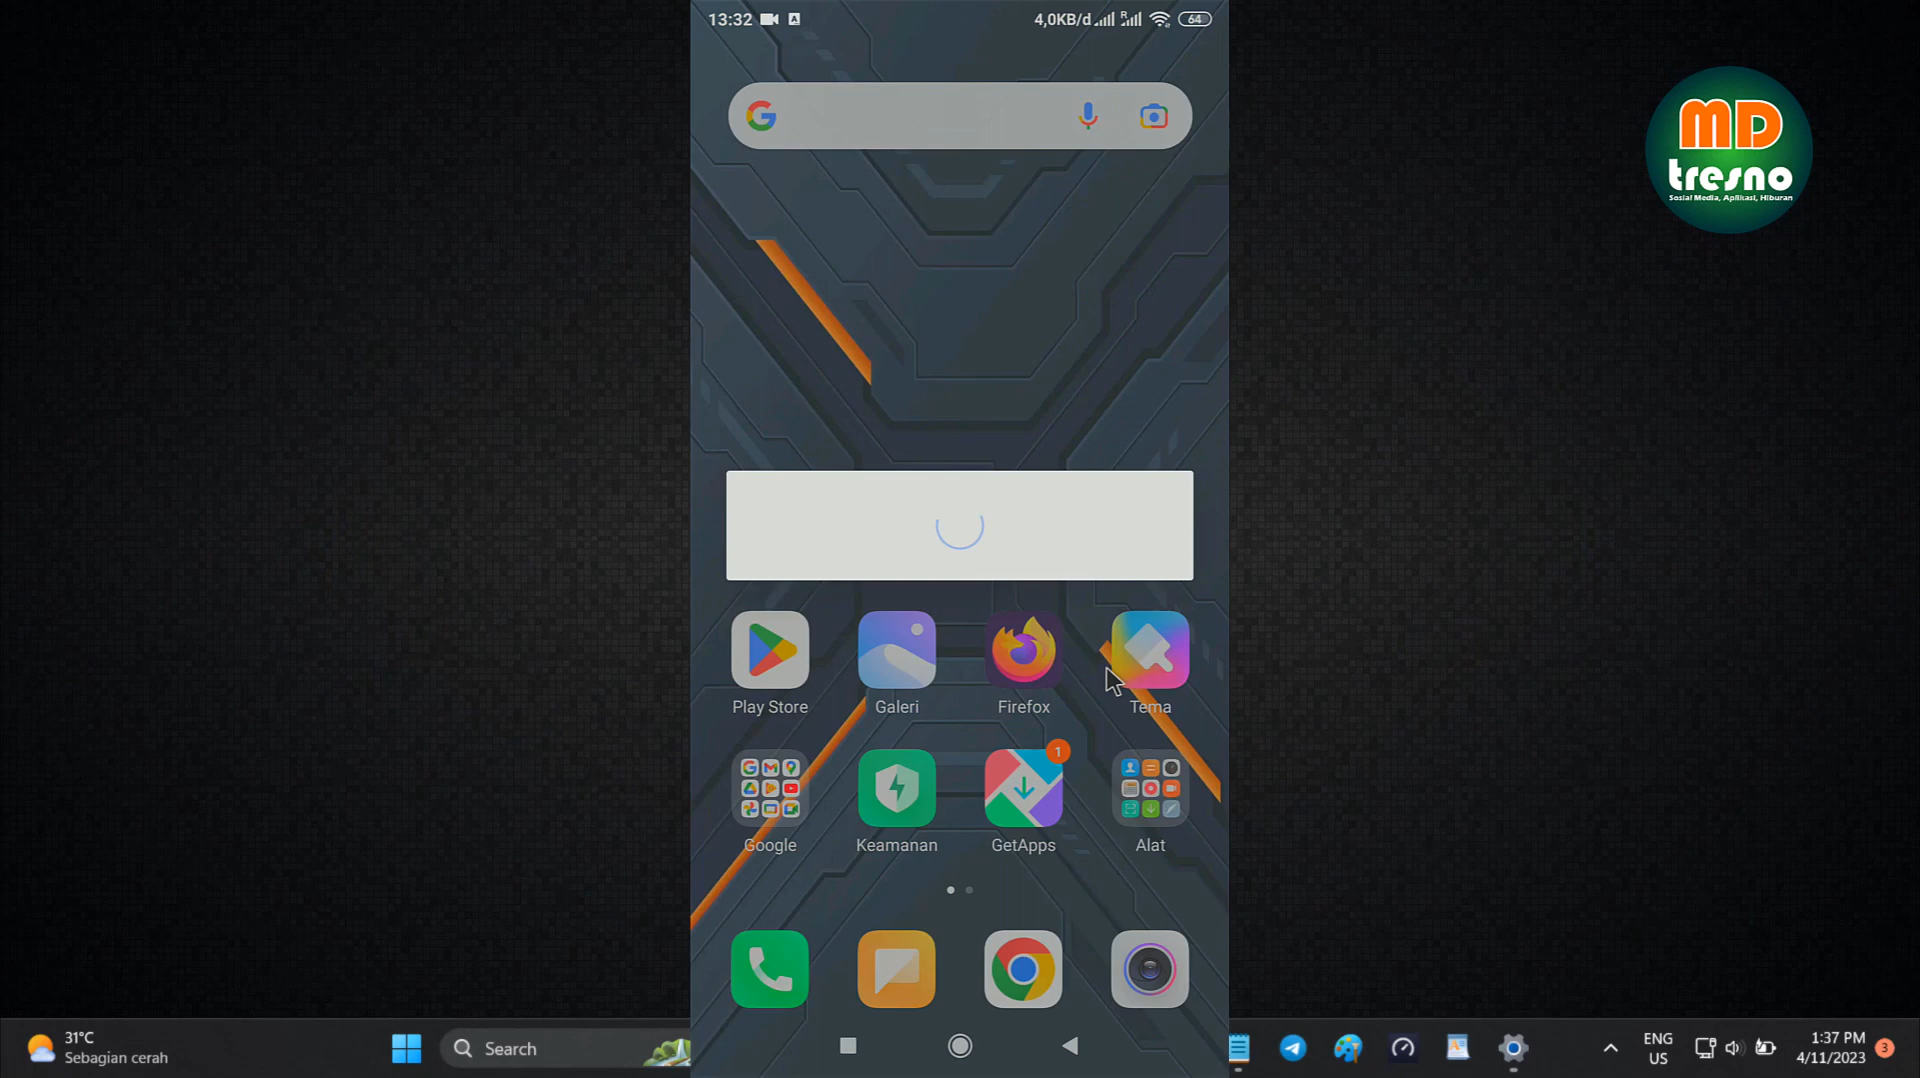 13:32
4,0KB/d
R
64
MD
tresno
Sosial Media, Aplikasi, Hiburan
Play Store
Galeri
Firefox
Tema
1
Google
Keamanan
GetApps
Alat
31°C
Sebagian cerah
Search
ENG
US
1:37 PM
4/11/2023
3